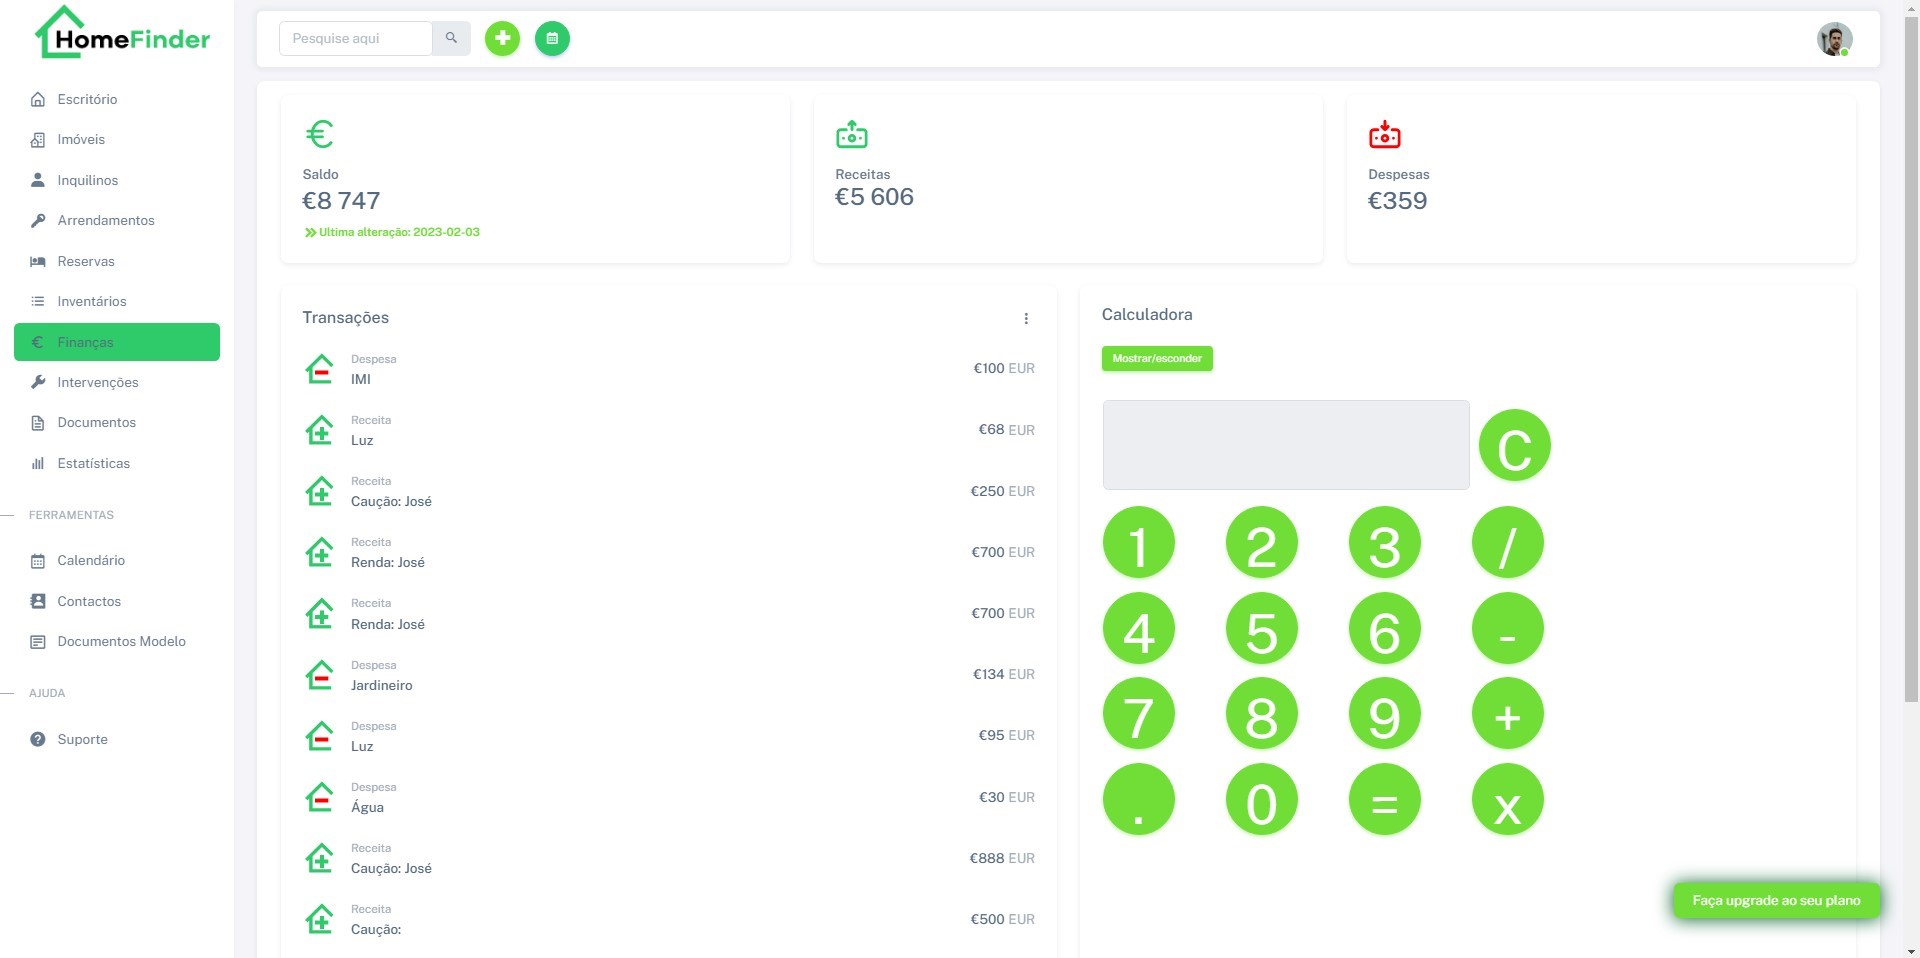 HomeFinder
Pesquise aqui
Escritório
Imóveis
Inquilinos
Arrendamentos
Reservas
Inventários
Finanças
Intervenções
Documentos
Estatísticas
FERRAMENTAS
Calendário
Contactos
Documentos Modelo
AJUDA
Suporte
Saldo
€8 747
Ultima alteração: 2023-02-03
Receitas
€5 606
Despesas
€359
Transações
Despesa
IMI
€100 EUR
Receita
Luz
€68 EUR
Receita
Caução: José
€250 EUR
Receita
Renda: José
€700 EUR
Receita
Renda: José
€700 EUR
Despesa
Jardineiro
€134 EUR
Despesa
Luz
€95 EUR
Despesa
Água
€30 EUR
Receita
Caução: José
€888 EUR
Receita
Caução:
€500 EUR
Calculadora
Mostrar/esconder
C
1 2 3 /
4 5 6 -
7 8 9 +
. 0 = x
Faça upgrade ao seu plano